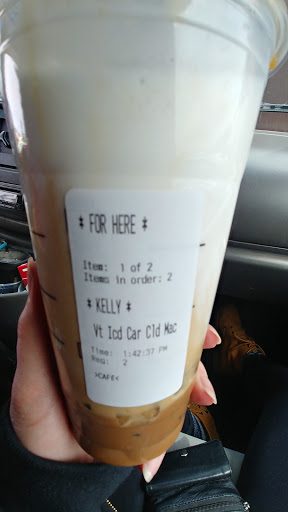 * FOR HERE *
Item: 1 of 2
Items in order: 2
* KELLY *
Vt Icd Car Cld Mac
Time: 1:42:37 PM
Reg: 2
>CAFE<